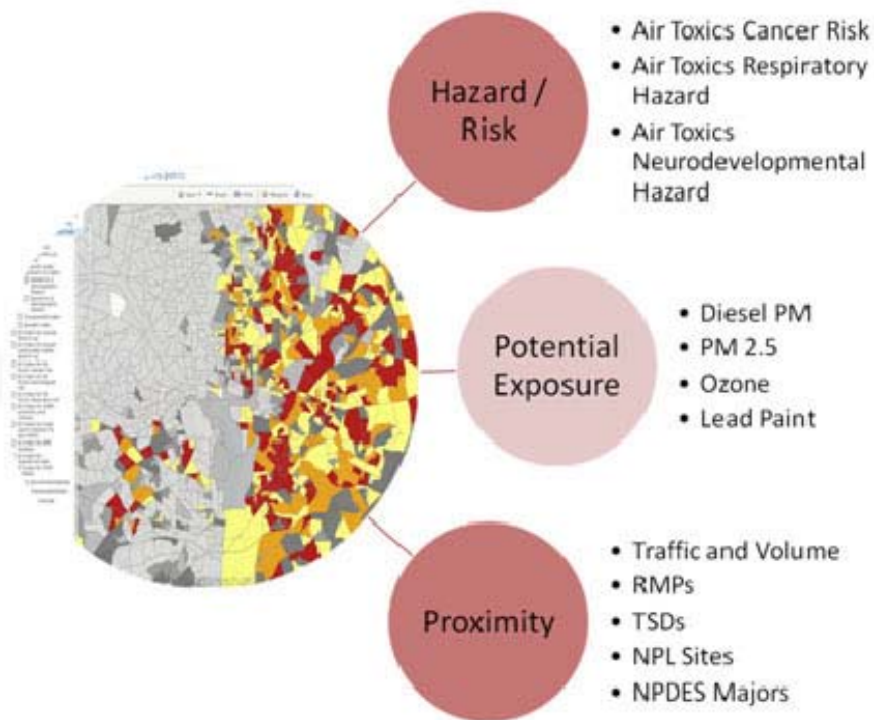 Hazard /
Risk
• Air Toxics Cancer Risk
• Air Toxics Respiratory
Hazard
• Air Toxics
Neurodevelopmental
Hazard
Potential
Exposure
• Diesel PM
• PM 2.5
• Ozone
• Lead Paint
Proximity
• Traffic and Volume
• RMPs
• TSDs
• NPL Sites
• NPDES Majors